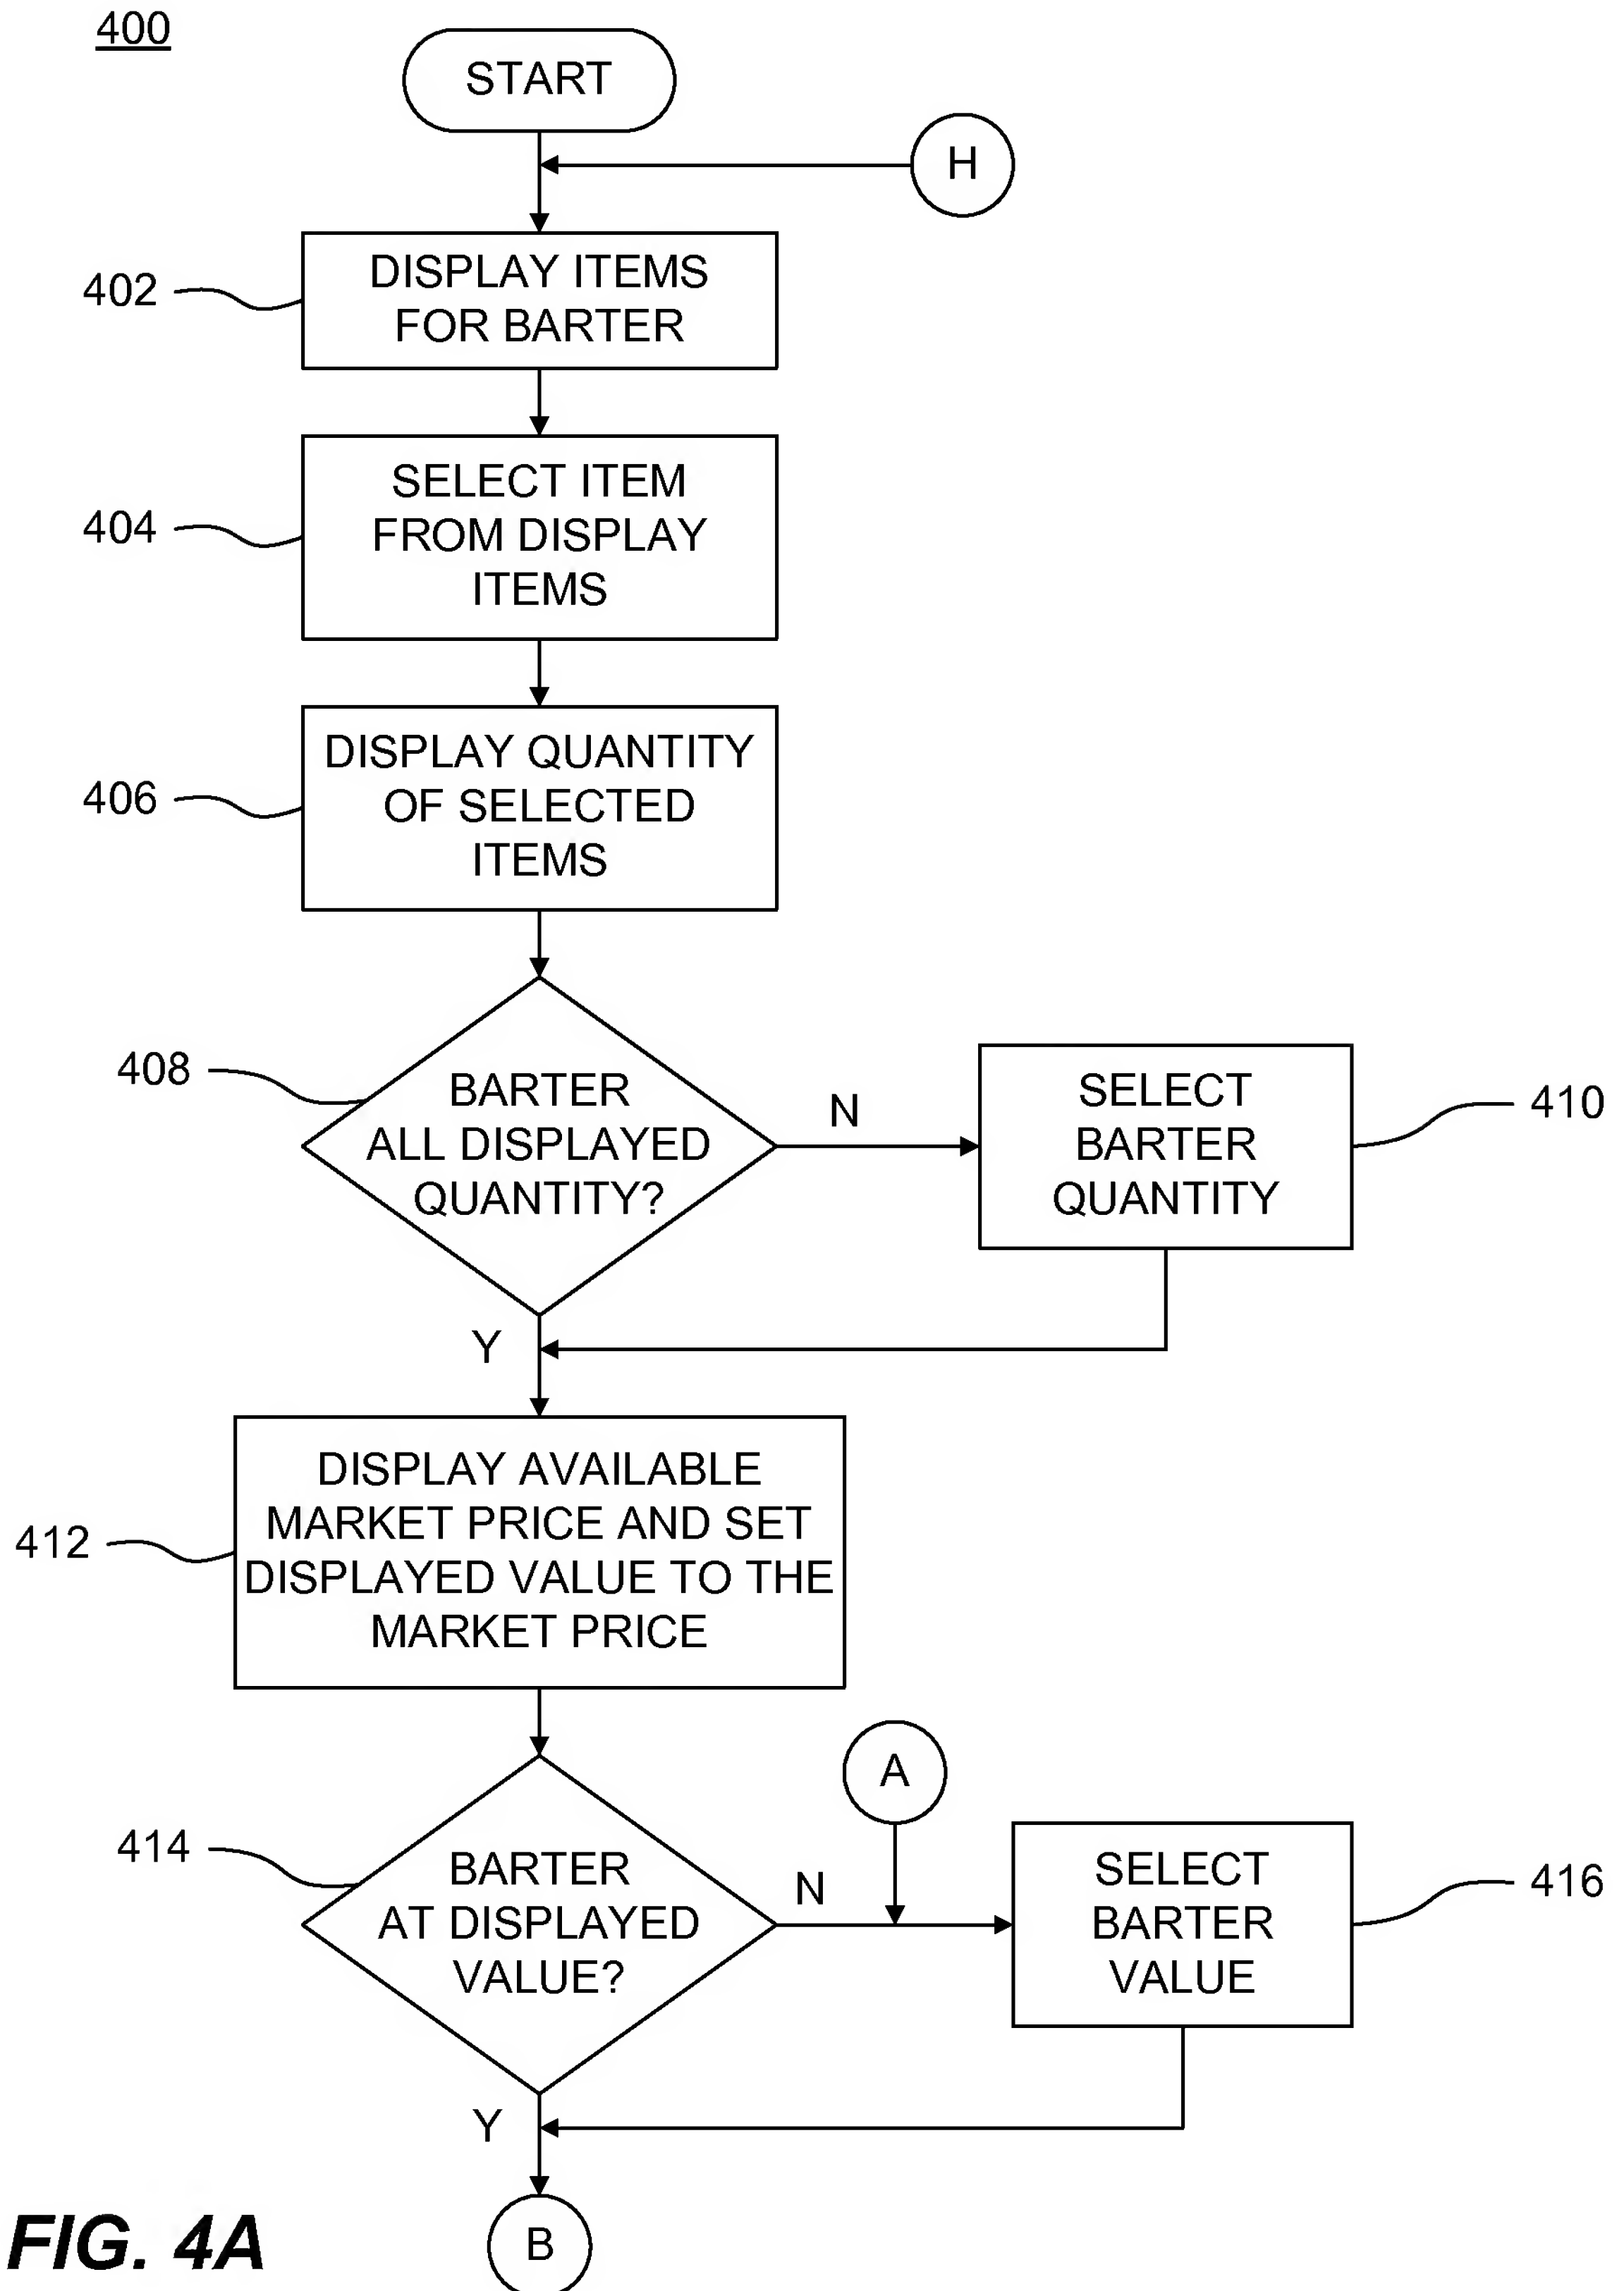 400
START
H
402
DISPLAY ITEMS
FOR BARTER
404
SELECT ITEM
FROM DISPLAY
ITEMS
406
DISPLAY QUANTITY
OF SELECTED
ITEMS
408
BARTER
ALL DISPLAYED
QUANTITY?
N
SELECT
BARTER
QUANTITY
410
Y
412
DISPLAY AVAILABLE
MARKET PRICE AND SET
DISPLAYED VALUE TO THE
MARKET PRICE
A
414
BARTER
AT DISPLAYED
VALUE?
N
SELECT
BARTER
VALUE
416
Y
B
FIG. 4A